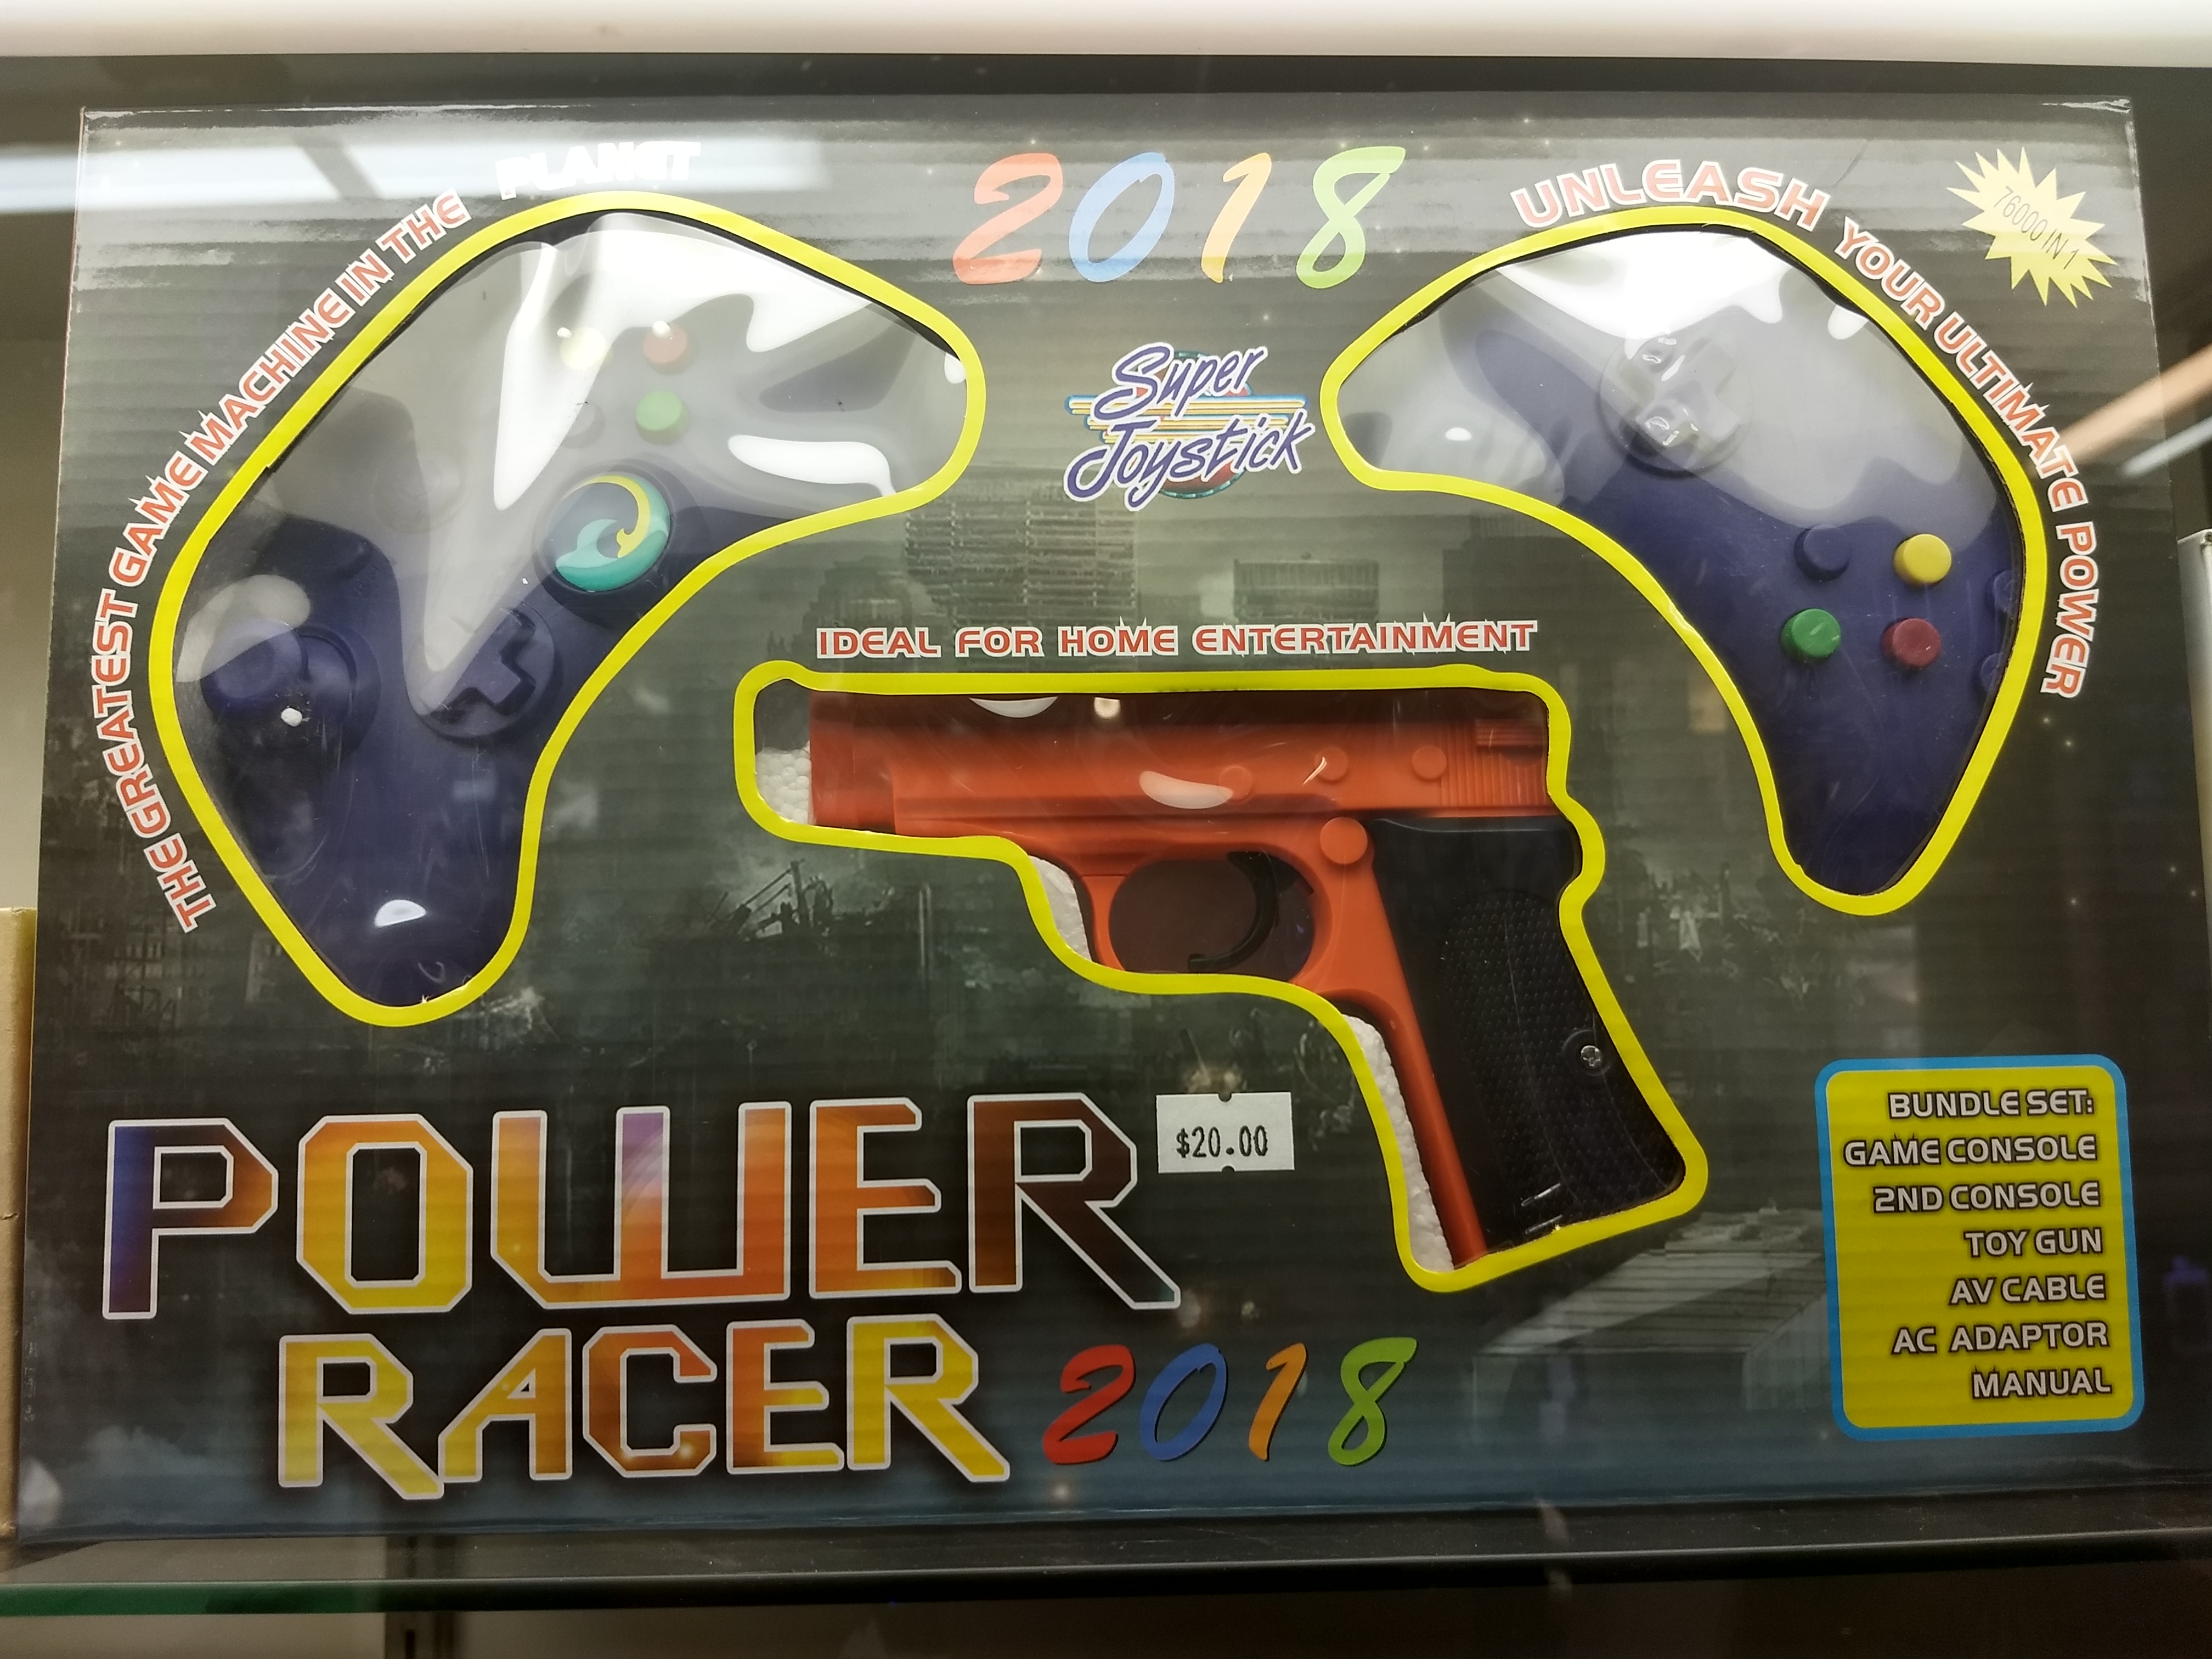 THE GREATEST GAME MACHINE IN THE PLANET
2018
UNLEASH YOUR ULTIMATE POWER
76000 IN 1
Super
Joystick
IDEAL FOR HOME ENTERTAINMENT
POWER
RACER 2018
$20.00
BUNDLE SET:
GAME CONSOLE
2ND CONSOLE
TOY GUN
AV CABLE
AC ADAPTOR
MANUAL